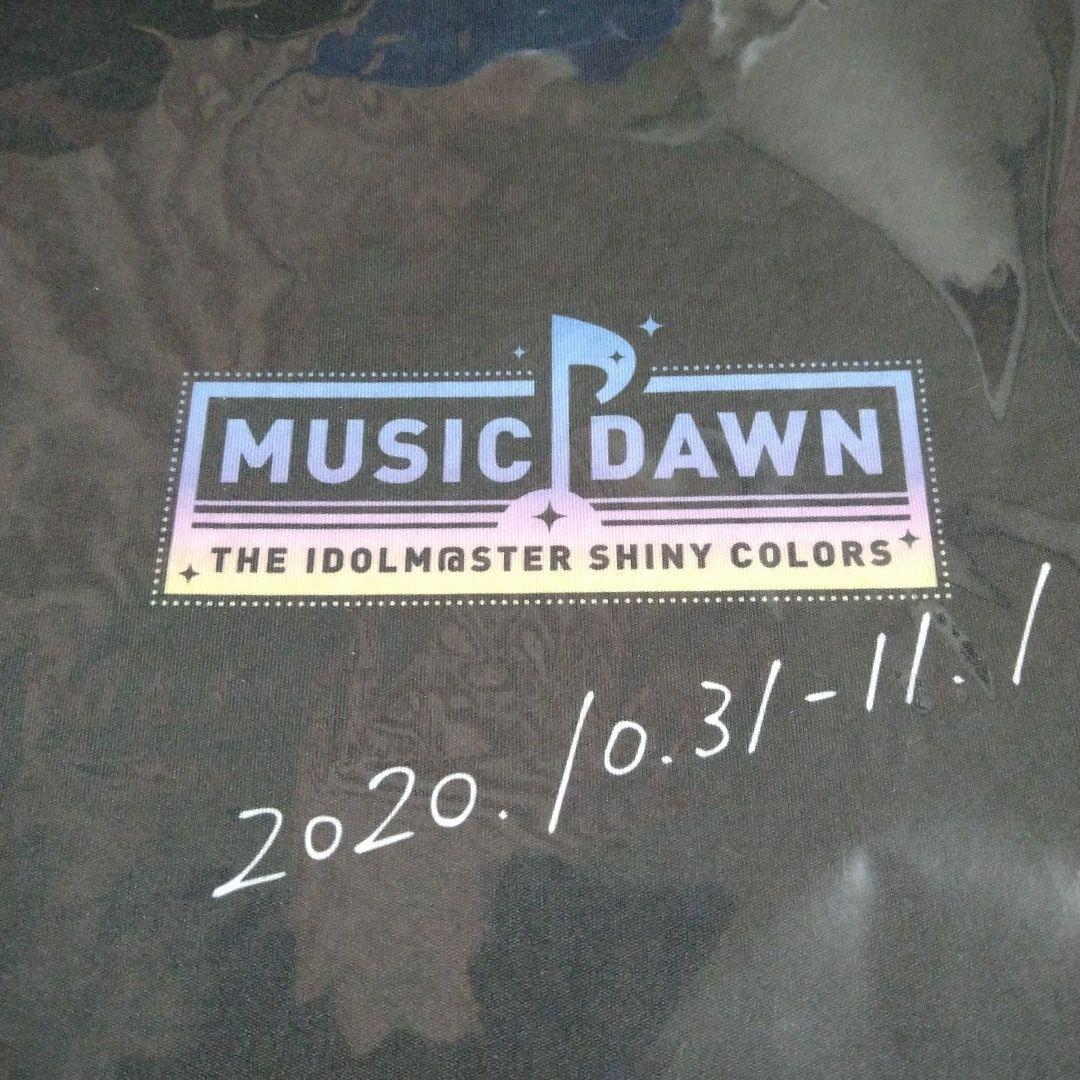 MUSIC DAWN
THE IDOLM@STER SHINY COLORS
2020.10.31-11.1